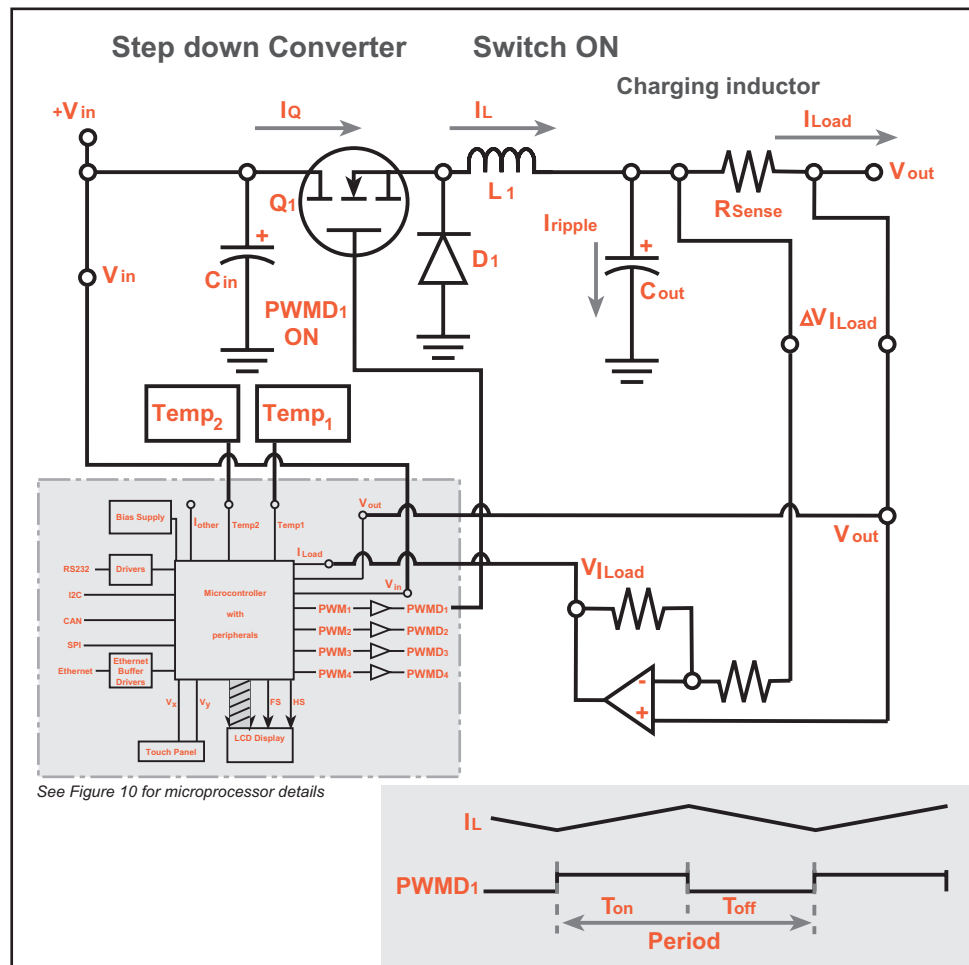 Step down Converter
Switch ON
Charging inductor
+Vin
IQ
IL
ILoad
Vout
Q1
L1
RSense
Iripple
+
+
Vin
Cin
D1
Cout
PWMD1
ON
ΔVILoad
Temp2
Temp1
Bias Supply
Iother
Temp2
Temp1
Vout
Vout
ILoad
VILoad
RS232
Drivers
Vin
I2C
Microcontroller
with
peripherals
PWM1
PWMD1
CAN
PWM2
PWMD2
SPI
PWM3
PWMD3
Ethernet
Ethernet
Buffer
Drivers
PWM4
PWMD4
-
+
Vx
Vy
FS
HS
LCD Display
Touch Panel
See Figure 10 for microprocessor details
IL
PWMD1
Ton
Toff
Period